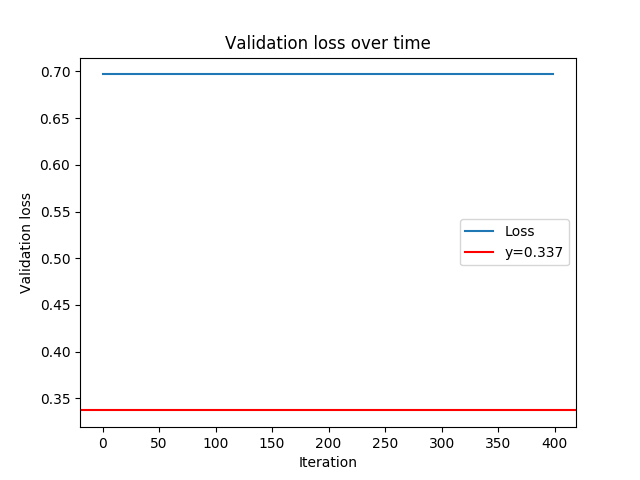 Validation loss over time
Validation loss
0.70
0.65
0.60
0.55
0.50
0.45
0.40
0.35
Loss
y=0.337
0 50 100 150 200 250 300 350 400
Iteration